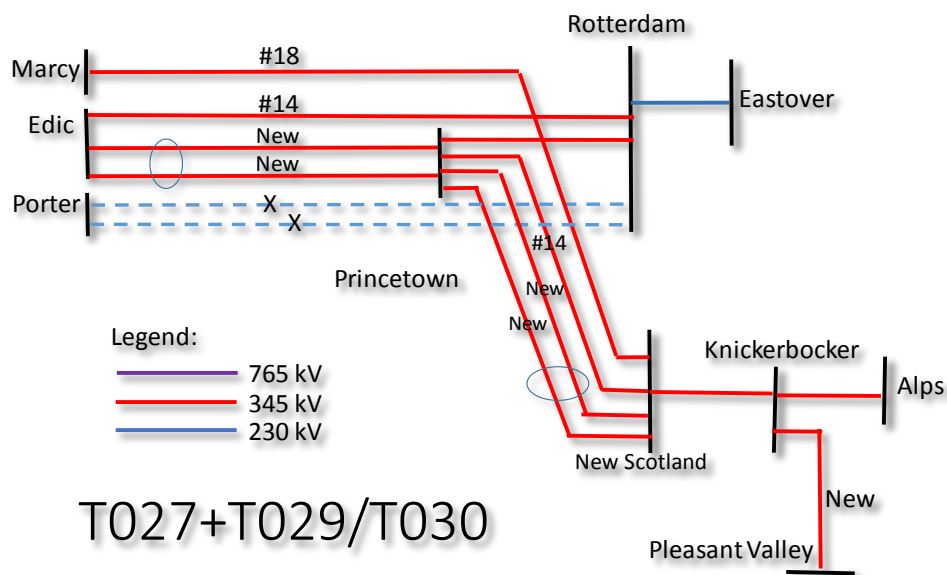 Rotterdam
Marcy
#18
Eastover
#14
Edic
New
New
Porter
X
X
#14
Princetown
New
New
Legend:
765 kV
345 kV
230 kV
Knickerbocker
Alps
New Scotland
New
T027+T029/T030
Pleasant Valley